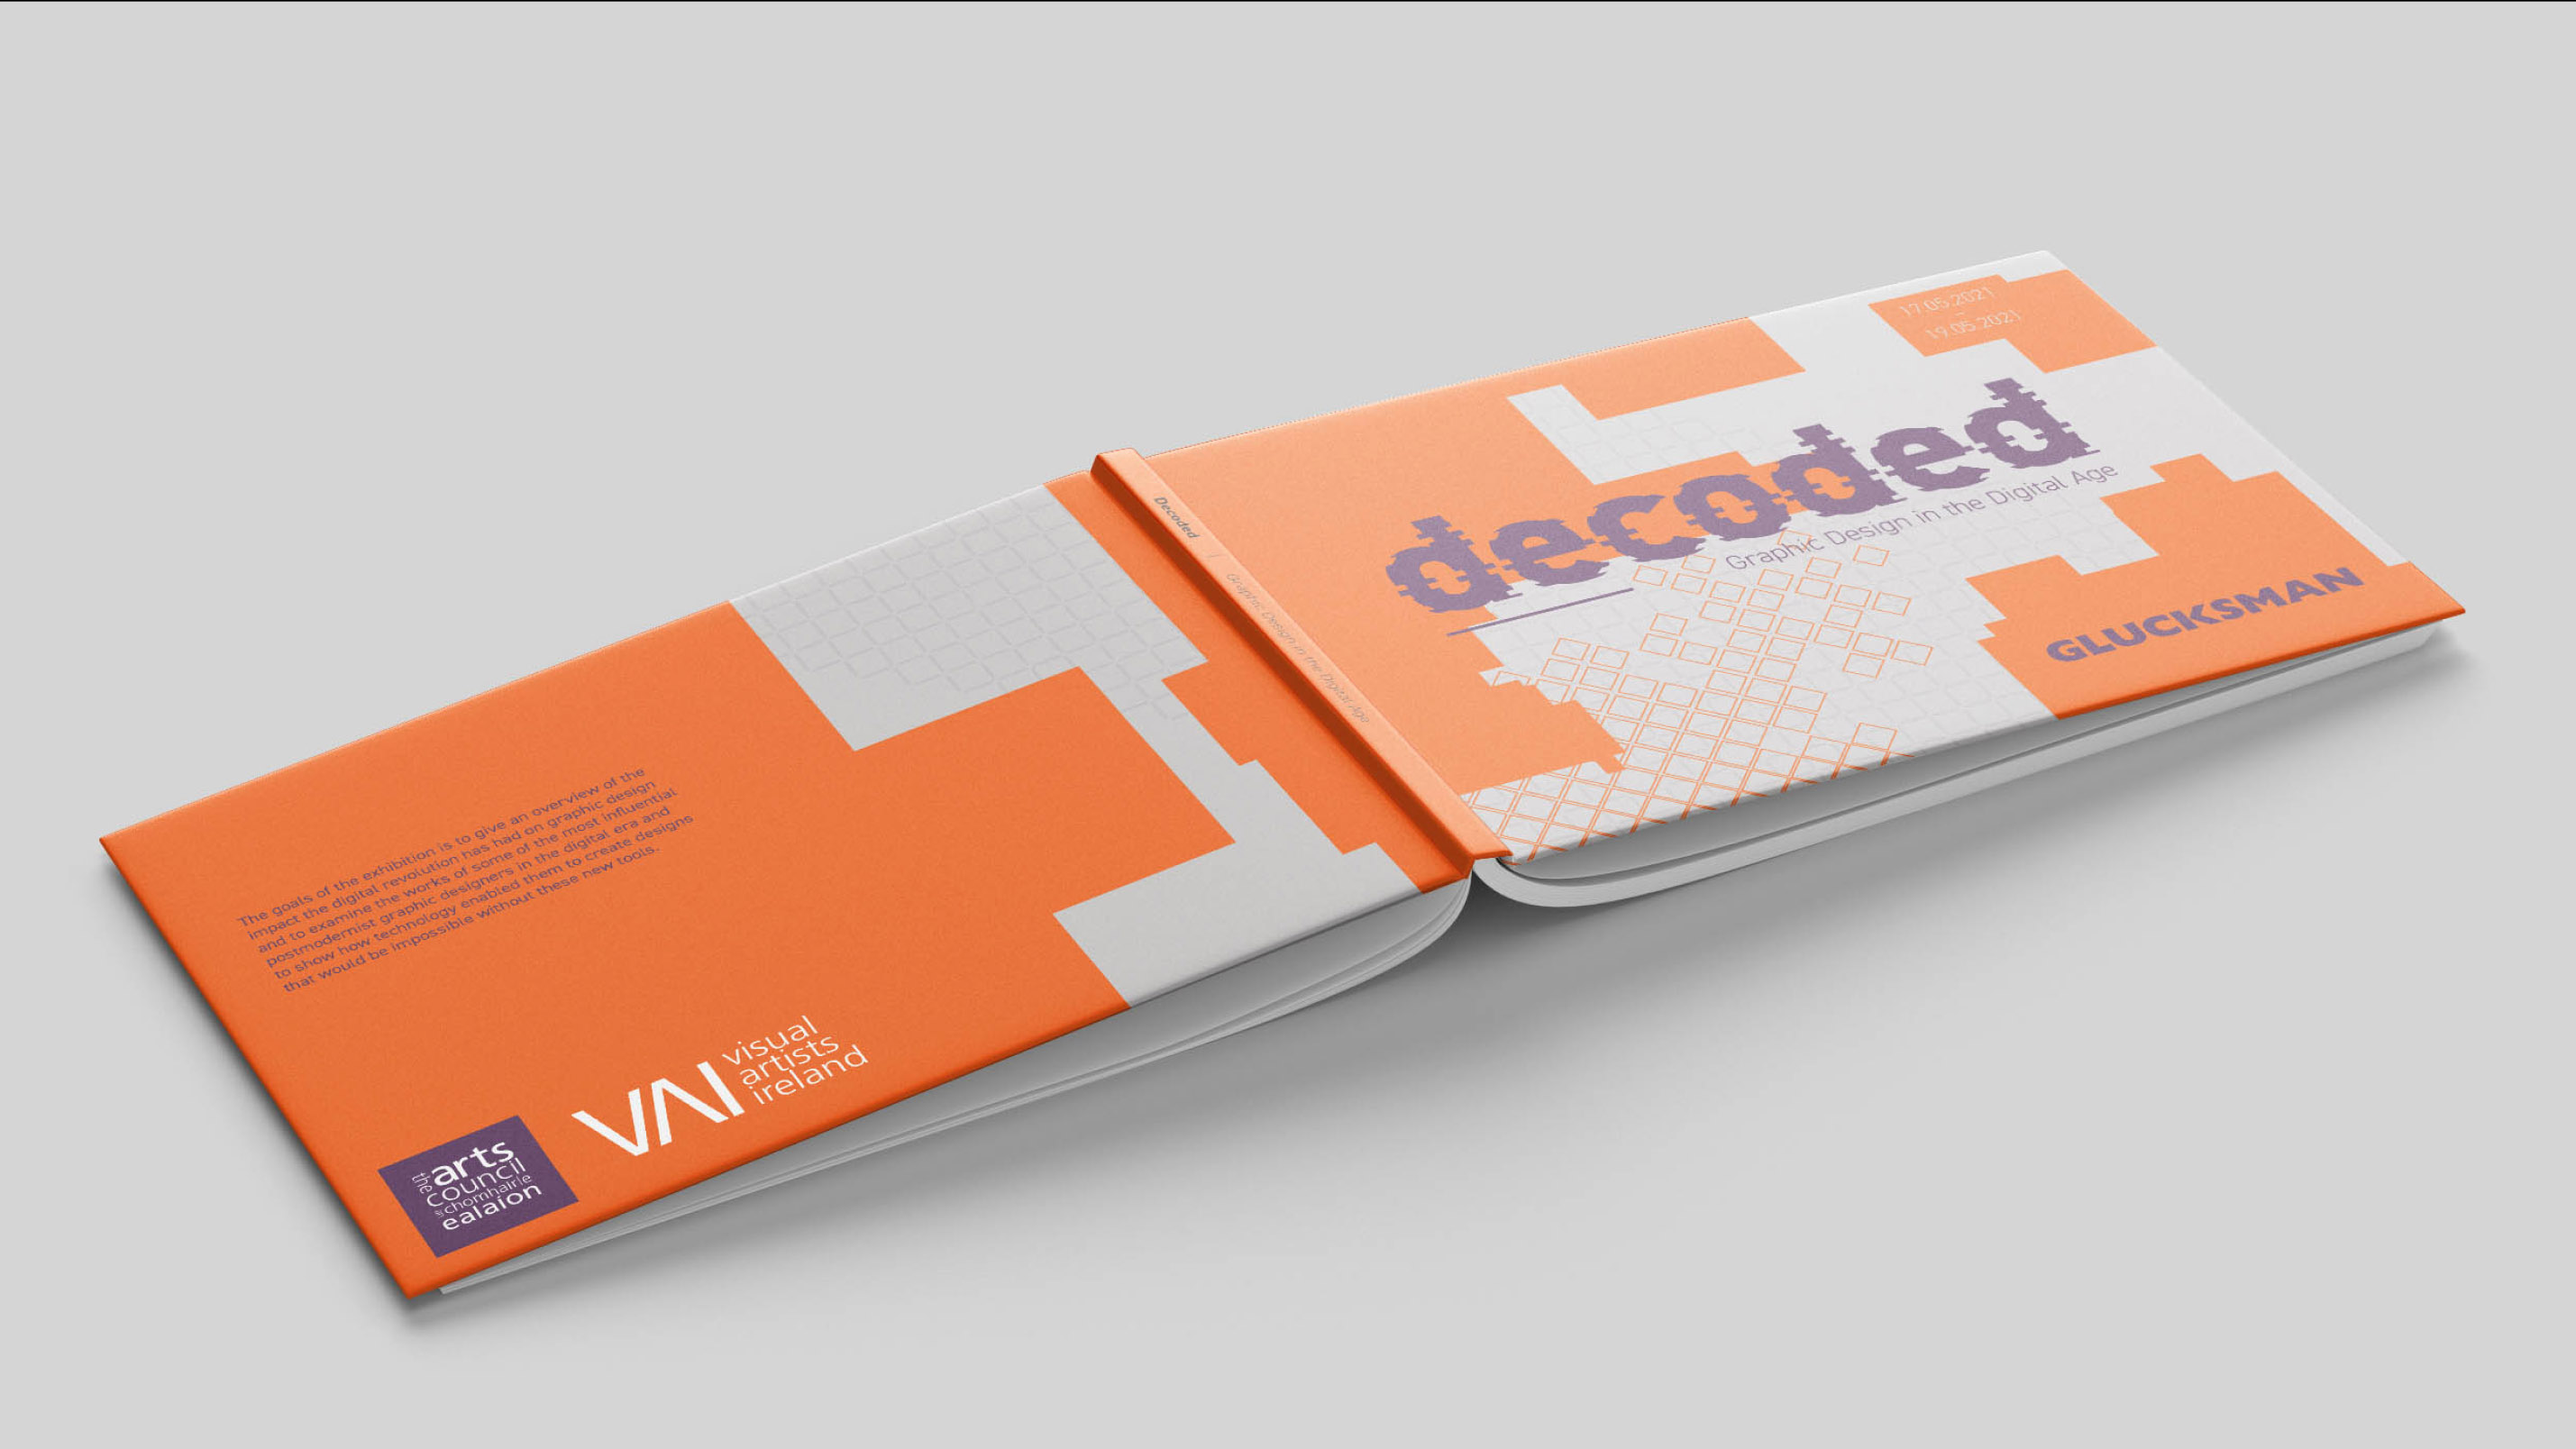 The goals of the exhibition is to give an overview of the
impact the digital revolution has had on graphic design
and to examine the works of some of the most influential
postmodernist graphic designers in the digital era and
to show how technology enabled them to create designs
that would be impossible without these new tools.
the arts
council
chomhairle
ealaíon
VAI visual
artists
ireland
Decoded | Graphic Design in the Digital Age
17.05.2021
–
19.05.2021
decoded
Graphic Design in the Digital Age
GLUCKSMAN